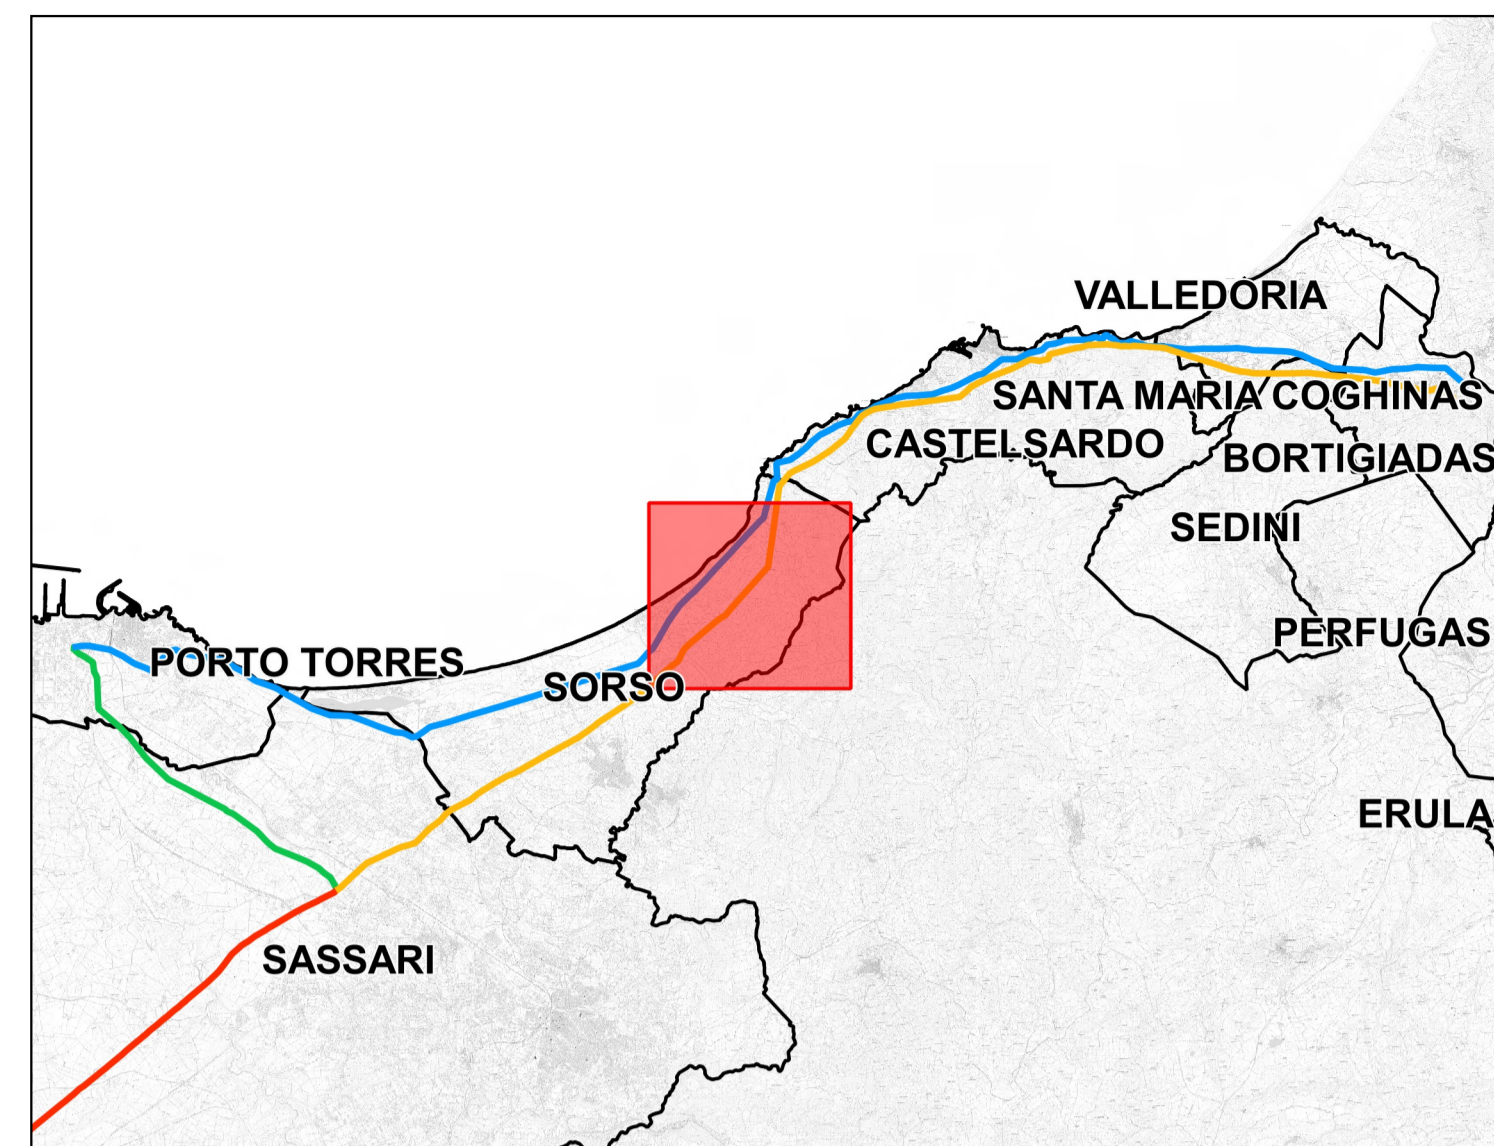 VALLEDORIA
SANTA MARIA COGHINAS
CASTELSARDO
BORTIGIADAS
SEDINI
PERFUGAS
PORTO TORRES
SORSO
ERULA
SASSARI